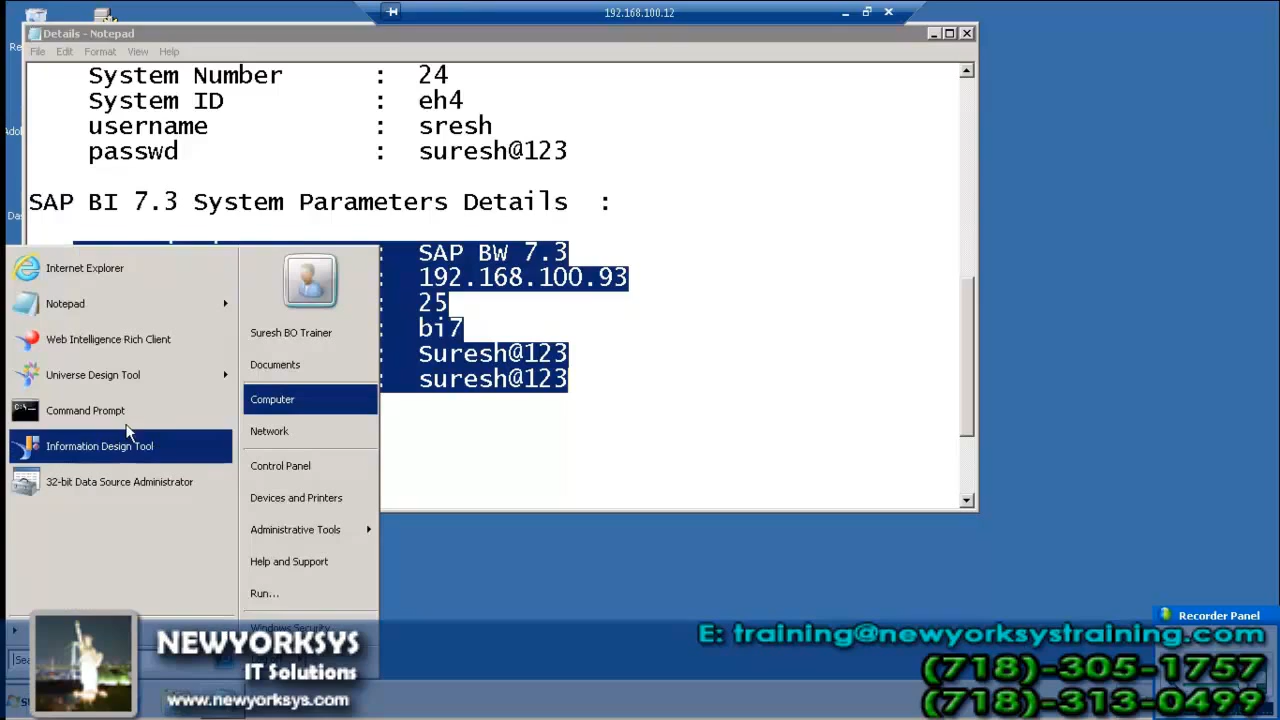 192.168.100.12
Details - Notepad
File Edit Format View Help
System Number : 24
System ID : eh4
username : sresh
passwd : suresh@123
SAP BI 7.3 System Parameters Details :
: SAP BW 7.3
: 192.168.100.93
: 25
: bi7
: Suresh@123
: suresh@123
Internet Explorer
Notepad
Web Intelligence Rich Client
Universe Design Tool
Command Prompt
Information Design Tool
32-bit Data Source Administrator
Suresh BO Trainer
Documents
Computer
Network
Control Panel
Devices and Printers
Administrative Tools
Help and Support
Run...
Windows Security
Recorder Panel
NEWYORKSYS
IT Solutions
www.newyorksys.com
E: training@newyorksystraining.com
(718)-305-1757
(718)-313-0499